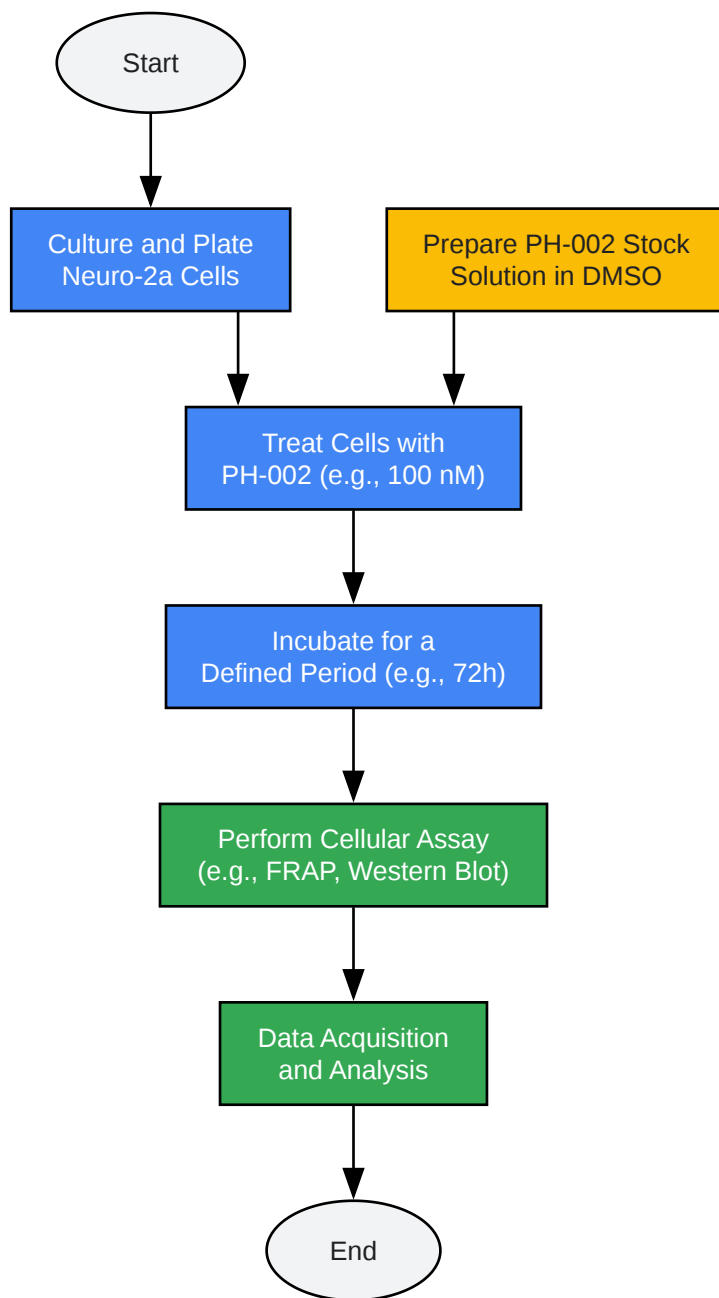 Start
Culture and Plate
Neuro-2a Cells
Prepare PH-002 Stock
Solution in DMSO
Treat Cells with
PH-002 (e.g., 100 nM)
Incubate for a
Defined Period (e.g., 72h)
Perform Cellular Assay
(e.g., FRAP, Western Blot)
Data Acquisition
and Analysis
End